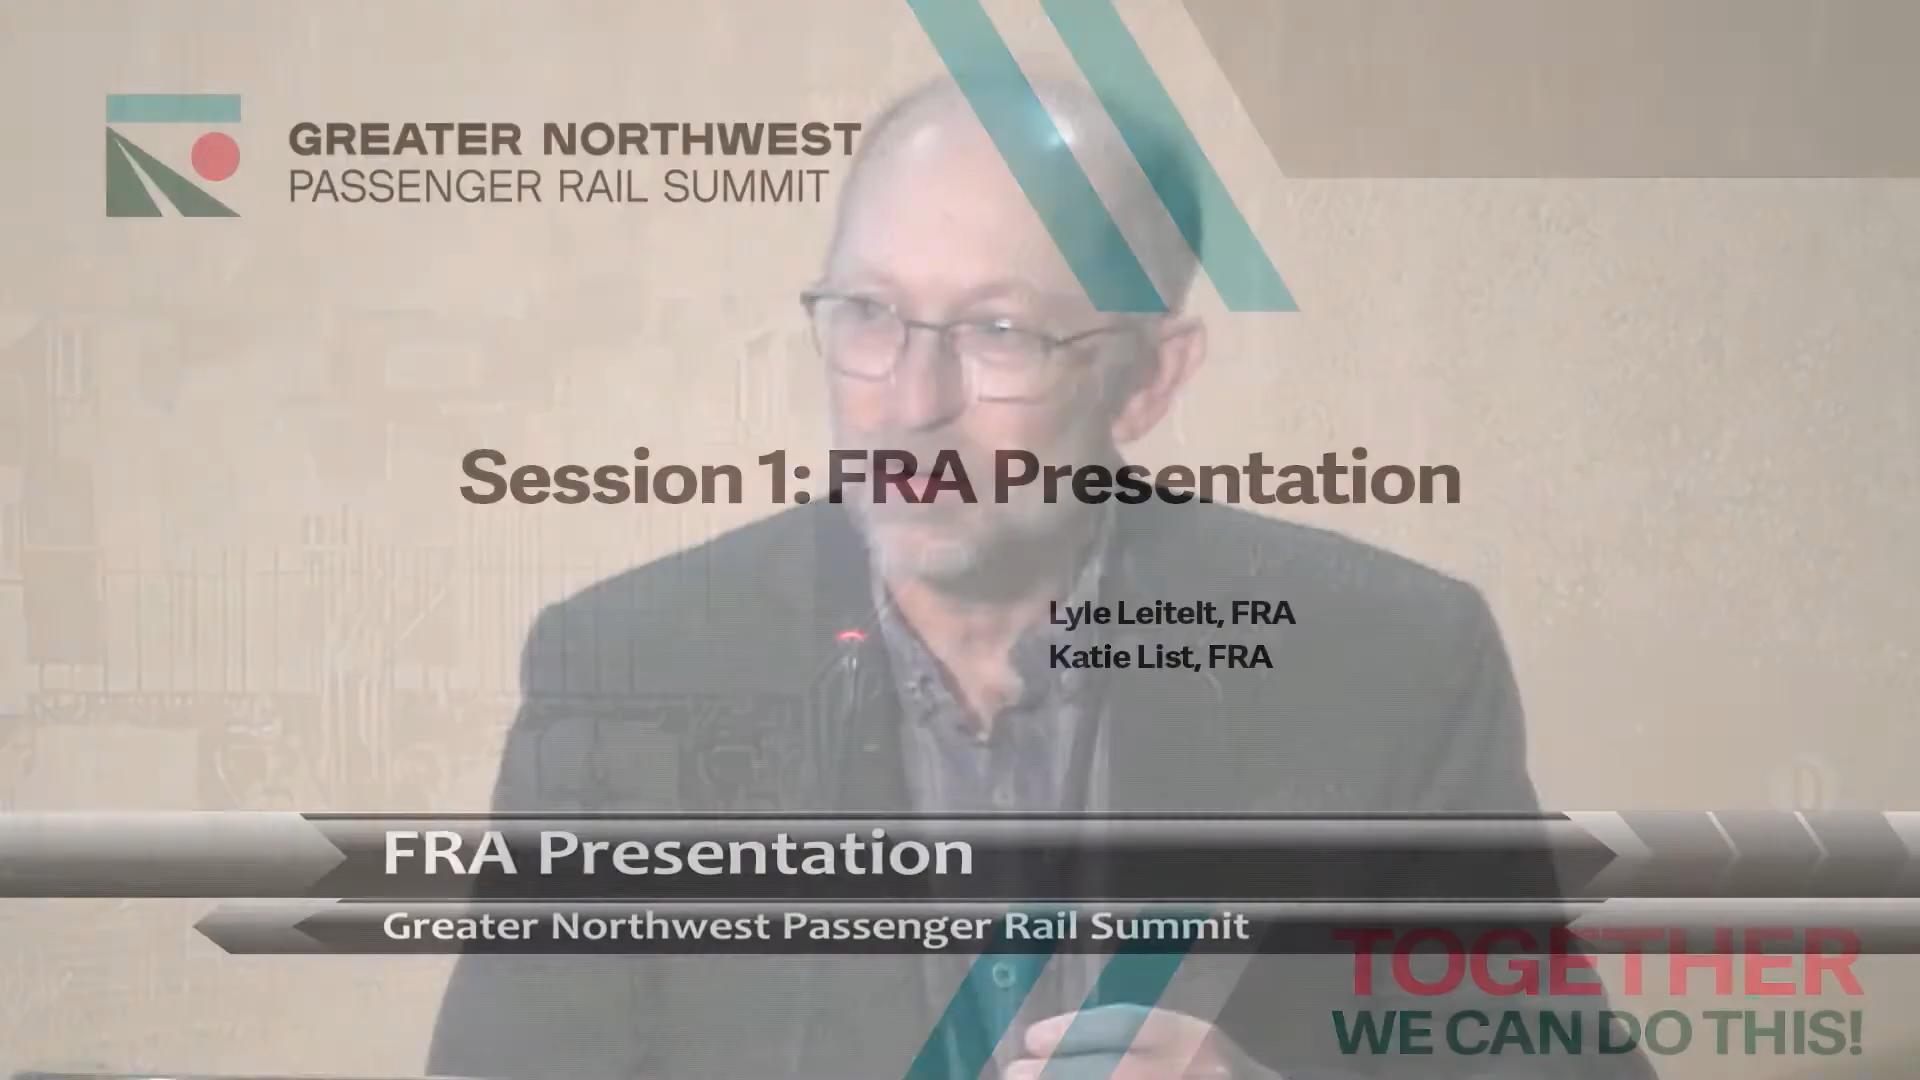 GREATER NORTHWEST
PASSENGER RAIL SUMMIT
Session 1: FRA Presentation
Lyle Leitelt, FRA
Katie List, FRA
FRA Presentation
Greater Northwest Passenger Rail Summit
TOGETHER
WE CAN DO THIS!